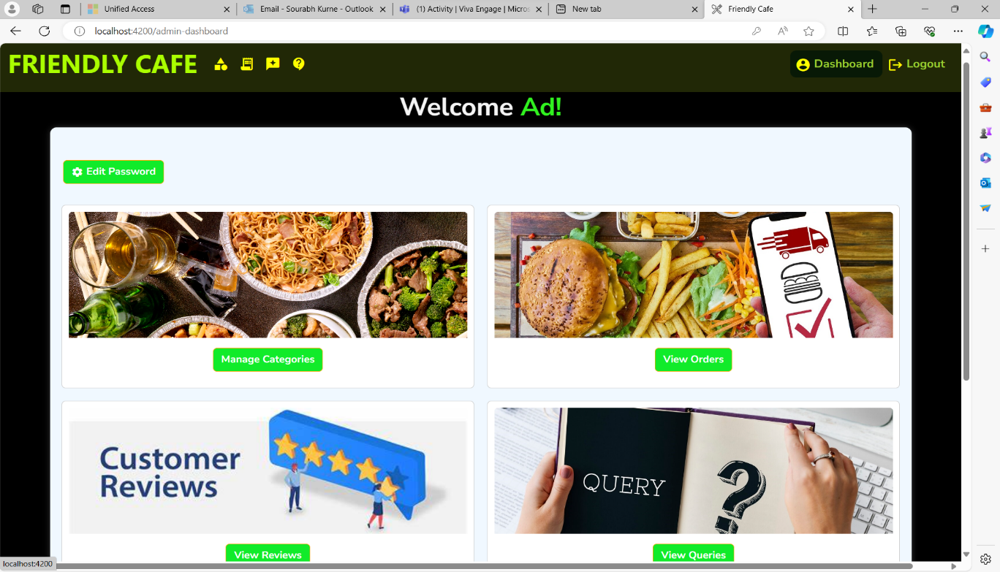 Unified Access
Email - Sourabh Kurne - Outlook
(1) Activity | Viva Engage | Micros
New tab
Friendly Cafe
localhost:4200/admin-dashboard
FRIENDLY CAFE
Dashboard
Logout
Welcome Ad!
Edit Password
Manage Categories
View Orders
Customer
Reviews
QUERY
?
View Reviews
View Queries
localhost:4200